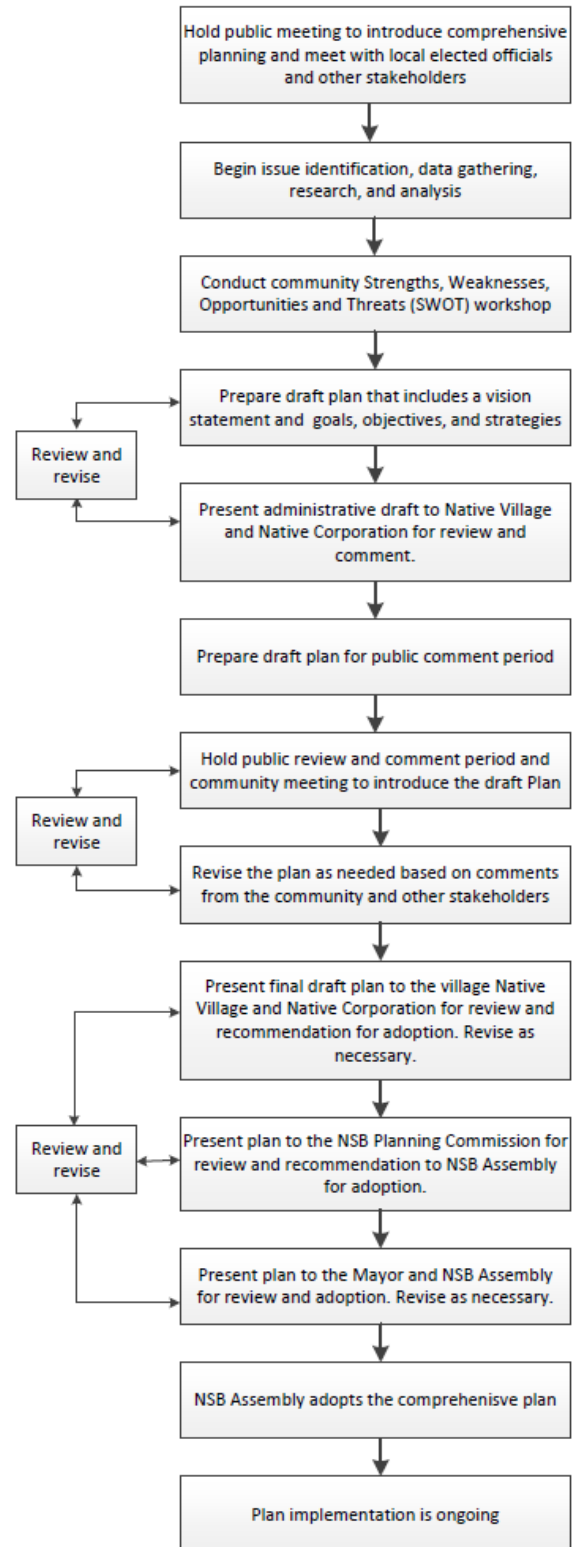 Hold public meeting to introduce comprehensive
planning and meet with local elected officials
and other stakeholders
Begin issue identification, data gathering,
research, and analysis
Conduct community Strengths, Weaknesses,
Opportunities and Threats (SWOT) workshop
Prepare draft plan that includes a vision
statement and  goals, objectives, and strategies
Review and
revise
Present administrative draft to Native Village
and Native Corporation for review and
comment.
Prepare draft plan for public comment period
Hold public review and comment period and
community meeting to introduce the draft Plan
Review and
revise
Revise the plan as needed based on comments
from the community and other stakeholders
Present final draft plan to the village Native
Village and Native Corporation for review and
recommendation for adoption. Revise as
necessary.
Review and
revise
Present plan to the NSB Planning Commission for
review and recommendation to NSB Assembly
for adoption.
Present plan to the Mayor and NSB Assembly
for review and adoption. Revise as necessary.
NSB Assembly adopts the comprehenisve plan
Plan implementation is ongoing